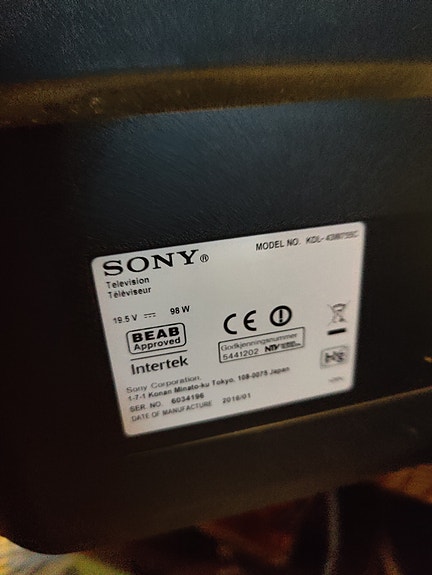 SONY®
MODEL NO. KDL-43W755C
Television
Téléviseur
19.5 V ⎓ 98 W
BEAB
Approved
Intertek
CE
Godkjenningsnummer
5441202
Sony Corporation.
1-7-1 Konan Minato-ku Tokyo, 108-0075 Japan
SER NO. 6034196
DATE OF MANUFACTURE 2016/01